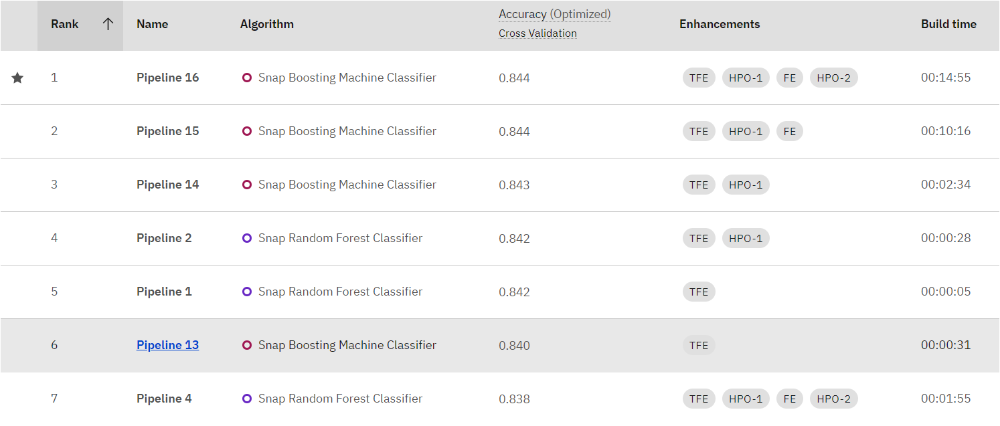 Rank ↑ Name Algorithm Accuracy (Optimized) Cross Validation Enhancements Build time
1 Pipeline 16 Snap Boosting Machine Classifier 0.844 TFE HPO-1 FE HPO-2 00:14:55
2 Pipeline 15 Snap Boosting Machine Classifier 0.844 TFE HPO-1 FE 00:10:16
3 Pipeline 14 Snap Boosting Machine Classifier 0.843 TFE HPO-1 00:02:34
4 Pipeline 2 Snap Random Forest Classifier 0.842 TFE HPO-1 00:00:28
5 Pipeline 1 Snap Random Forest Classifier 0.842 TFE 00:00:05
6 Pipeline 13 Snap Boosting Machine Classifier 0.840 TFE 00:00:31
7 Pipeline 4 Snap Random Forest Classifier 0.838 TFE HPO-1 FE HPO-2 00:01:55